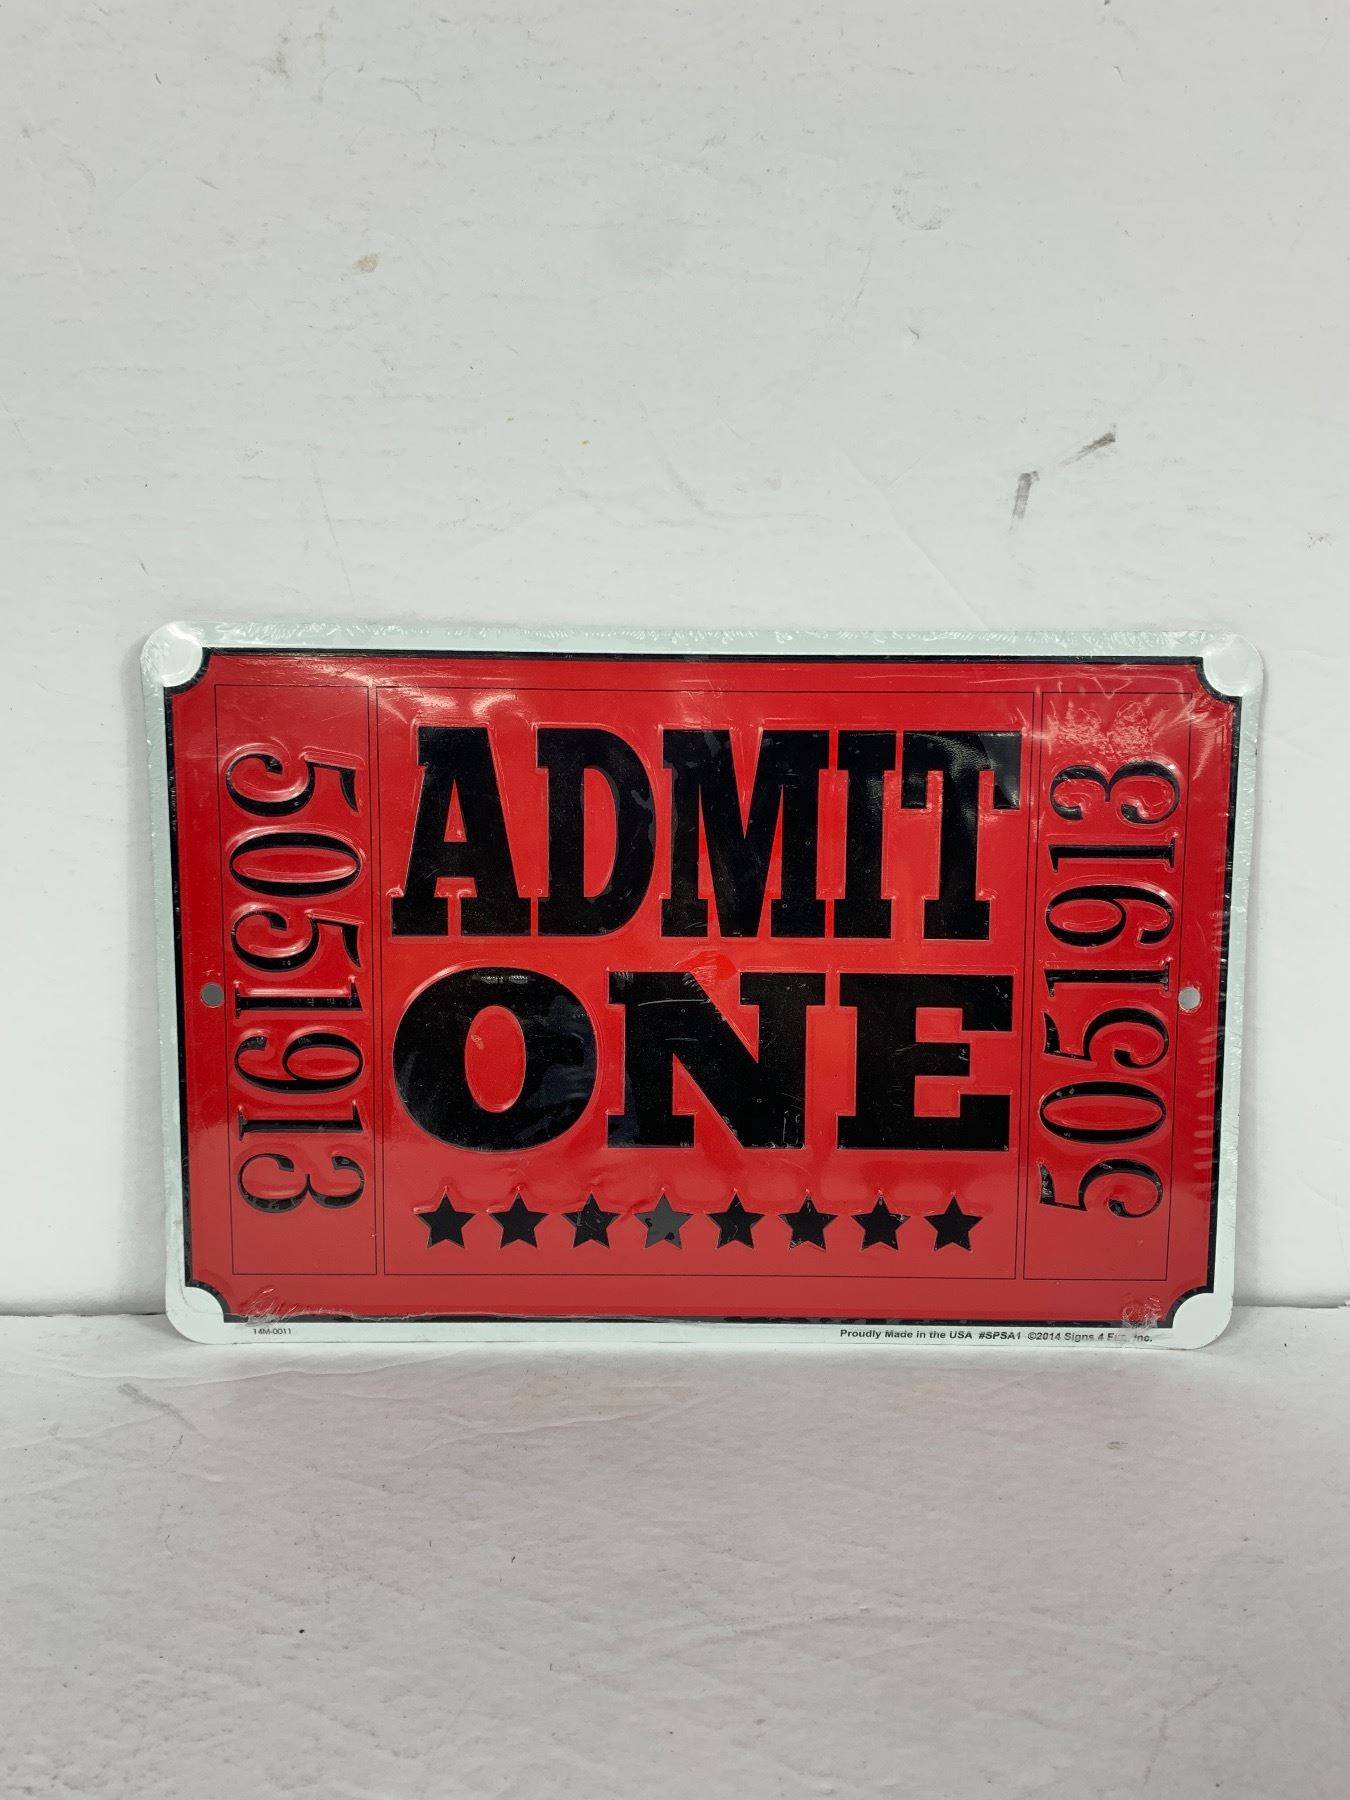 5051913
ADMIT
ONE
5051913
14M-0011
Proudly Made in the USA #SPSA1 ©2014 Signs 4 Fun, Inc.